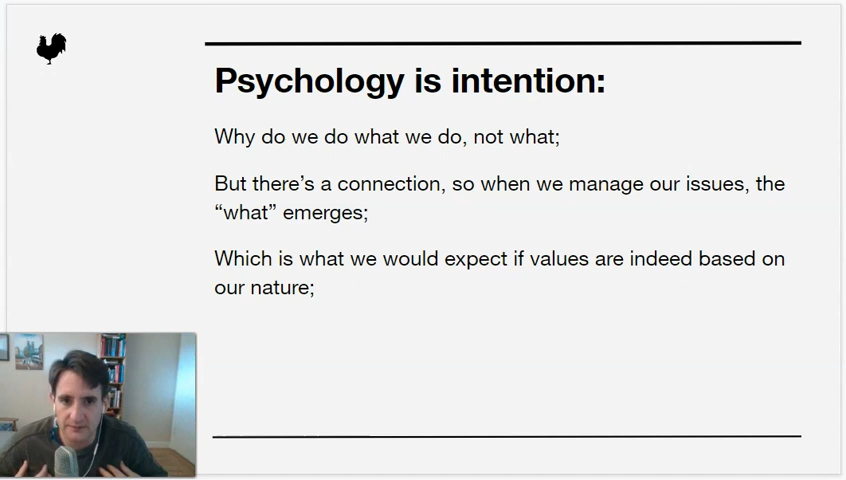 Psychology is intention:
Why do we do what we do, not what;
But there’s a connection, so when we manage our issues, the
“what” emerges;
Which is what we would expect if values are indeed based on
our nature;